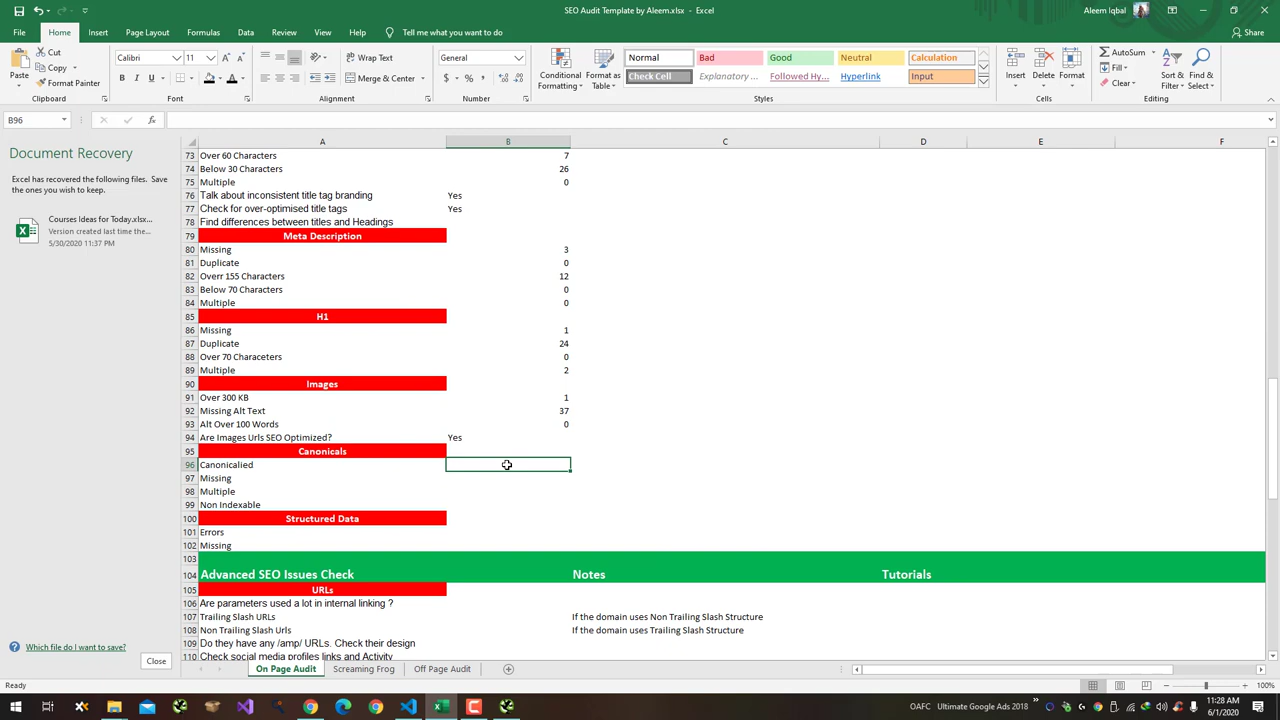 SEO Audit Template by Aleem.xlsx - Excel
Aleem Iqbal
File Home Insert Page Layout Formulas Data Review View Help Tell me what you want to do Share
Paste
Cut
Copy
Format Painter
Clipboard
Calibri 11
B I U
Font
Wrap Text
Merge & Center
Alignment
General
$ % ,
Number
Conditional Formatting
Format as Table
Normal Bad Good Neutral Calculation
Check Cell Explanatory ... Followed Hy... Hyperlink Input
Styles
Insert Delete Format
Cells
AutoSum
Fill
Clear
Sort & Filter
Find & Select
Editing
B96
fx
Document Recovery
Excel has recovered the following files. Save the ones you wish to keep.
Courses Ideas for Today.xlsx...
Version created last time the...
5/30/2020 11:37 PM
Which file do I want to save?
Close
A B C D E F
73 Over 60 Characters 7
74 Below 30 Characters 26
75 Multiple 0
76 Talk about inconsistent title tag branding Yes
77 Check for over-optimised title tags Yes
78 Find differences between titles and Headings
79 Meta Description
80 Missing 3
81 Duplicate 0
82 Overr 155 Characters 12
83 Below 70 Characters 0
84 Multiple 0
85 H1
86 Missing 1
87 Duplicate 24
88 Over 70 Characeters 0
89 Multiple 2
90 Images
91 Over 300 KB 1
92 Missing Alt Text 37
93 Alt Over 100 Words 0
94 Are Images Urls SEO Optimized? Yes
95 Canonicals
96 Canonicalied
97 Missing
98 Multiple
99 Non Indexable
100 Structured Data
101 Errors
102 Missing
103
104 Advanced SEO Issues Check Notes Tutorials
105 URLs
106 Are parameters used a lot in internal linking ?
107 Trailing Slash URLs If the domain uses Non Trailing Slash Structure
108 Non Trailing Slash Urls If the domain uses Trailing Slash Structure
109 Do they have any /amp/ URLs. Check their design
110 Check social media profiles links and Activity
On Page Audit Screaming Frog Off Page Audit
Ready
100%
OAFC Ultimate Google Ads 2018
11:28 AM
6/1/2020